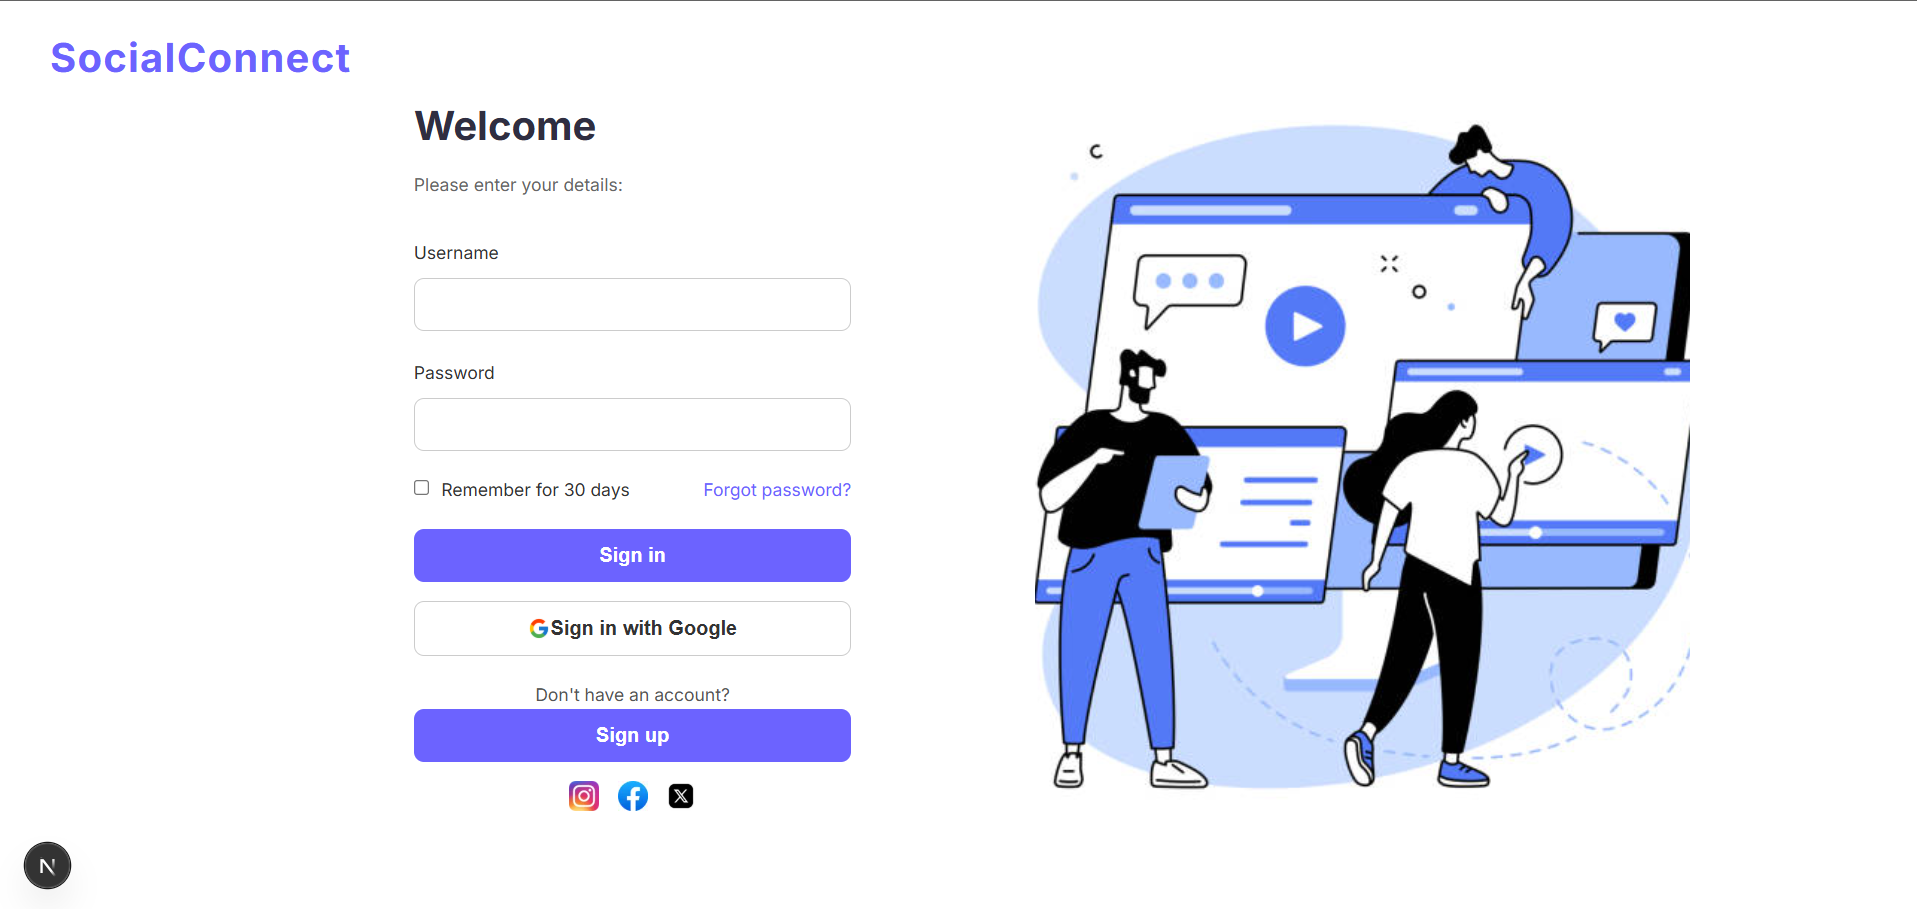 SocialConnect
Welcome
Please enter your details:
Username
Password
Remember for 30 days
Forgot password?
Sign in
Sign in with Google
Don't have an account?
Sign up
N